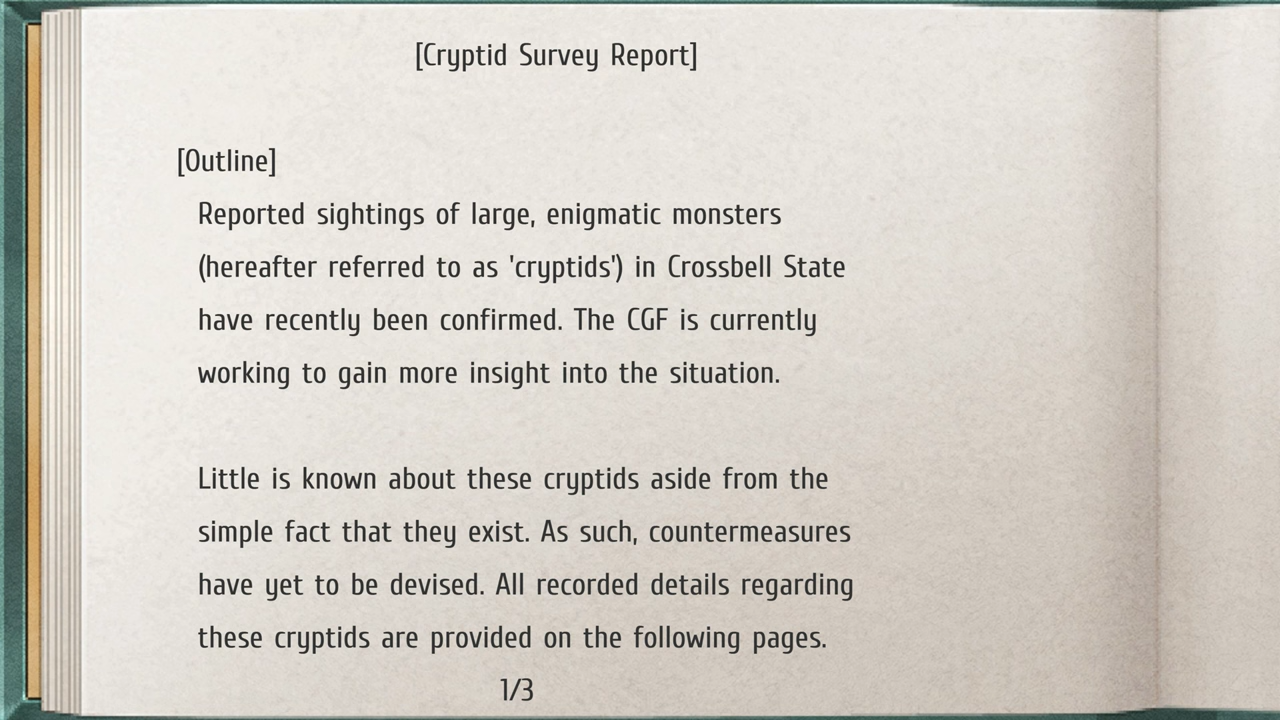 [Cryptid Survey Report]
[Outline]
Reported sightings of large, enigmatic monsters
(hereafter referred to as 'cryptids') in Crossbell State
have recently been confirmed. The CGF is currently
working to gain more insight into the situation.
Little is known about these cryptids aside from the
simple fact that they exist. As such, countermeasures
have yet to be devised. All recorded details regarding
these cryptids are provided on the following pages.
1/3